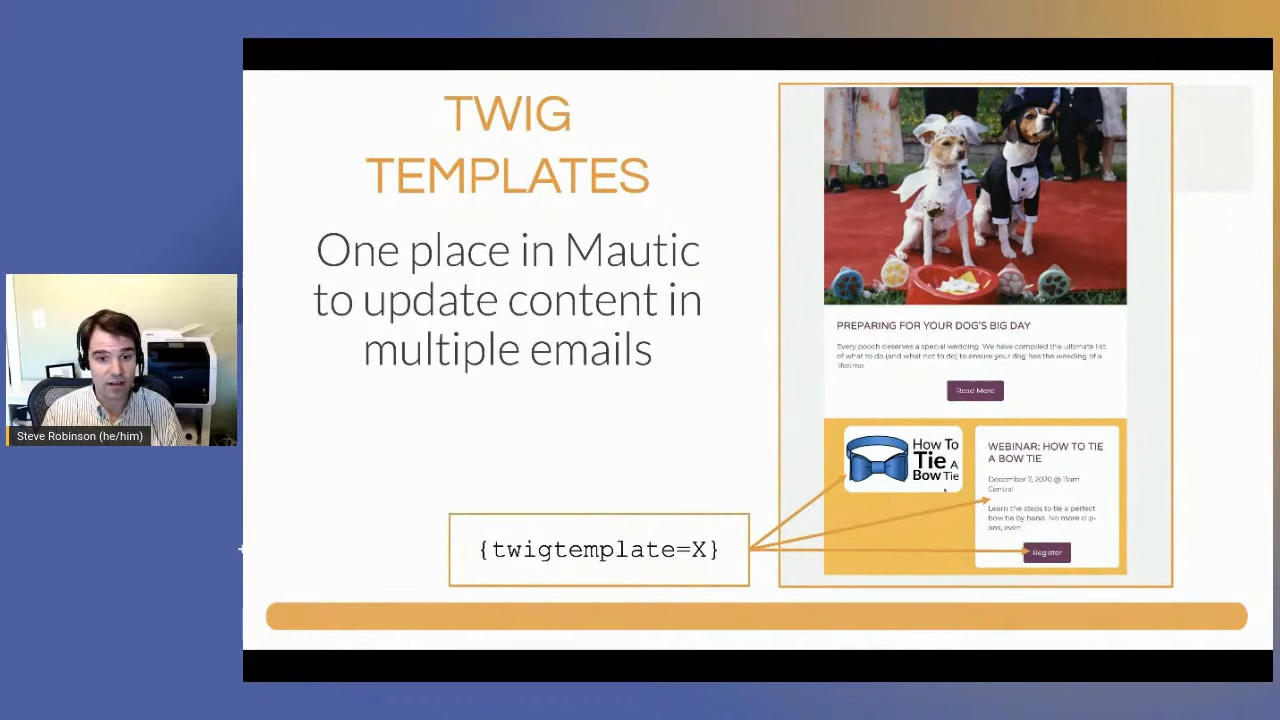 TWIG
TEMPLATES
One place in Mautic
to update content in
multiple emails
{twigtemplate=X}
PREPARING FOR YOUR DOG'S BIG DAY
Every pooch deserves a special wedding. We have compiled the ultimate list
of what to do (and what not to do) to ensure your dog has the weeding of a
lifetime.
Read More
How To
Tie A
Bow Tie
WEBINAR: HOW TO TIE
A BOW TIE
December 7, 2020 @ 11am
Central
Learn the steps to tie a perfect
bow tie by hand. No more clip-
ons, ever!
Register
Steve Robinson (he/him)